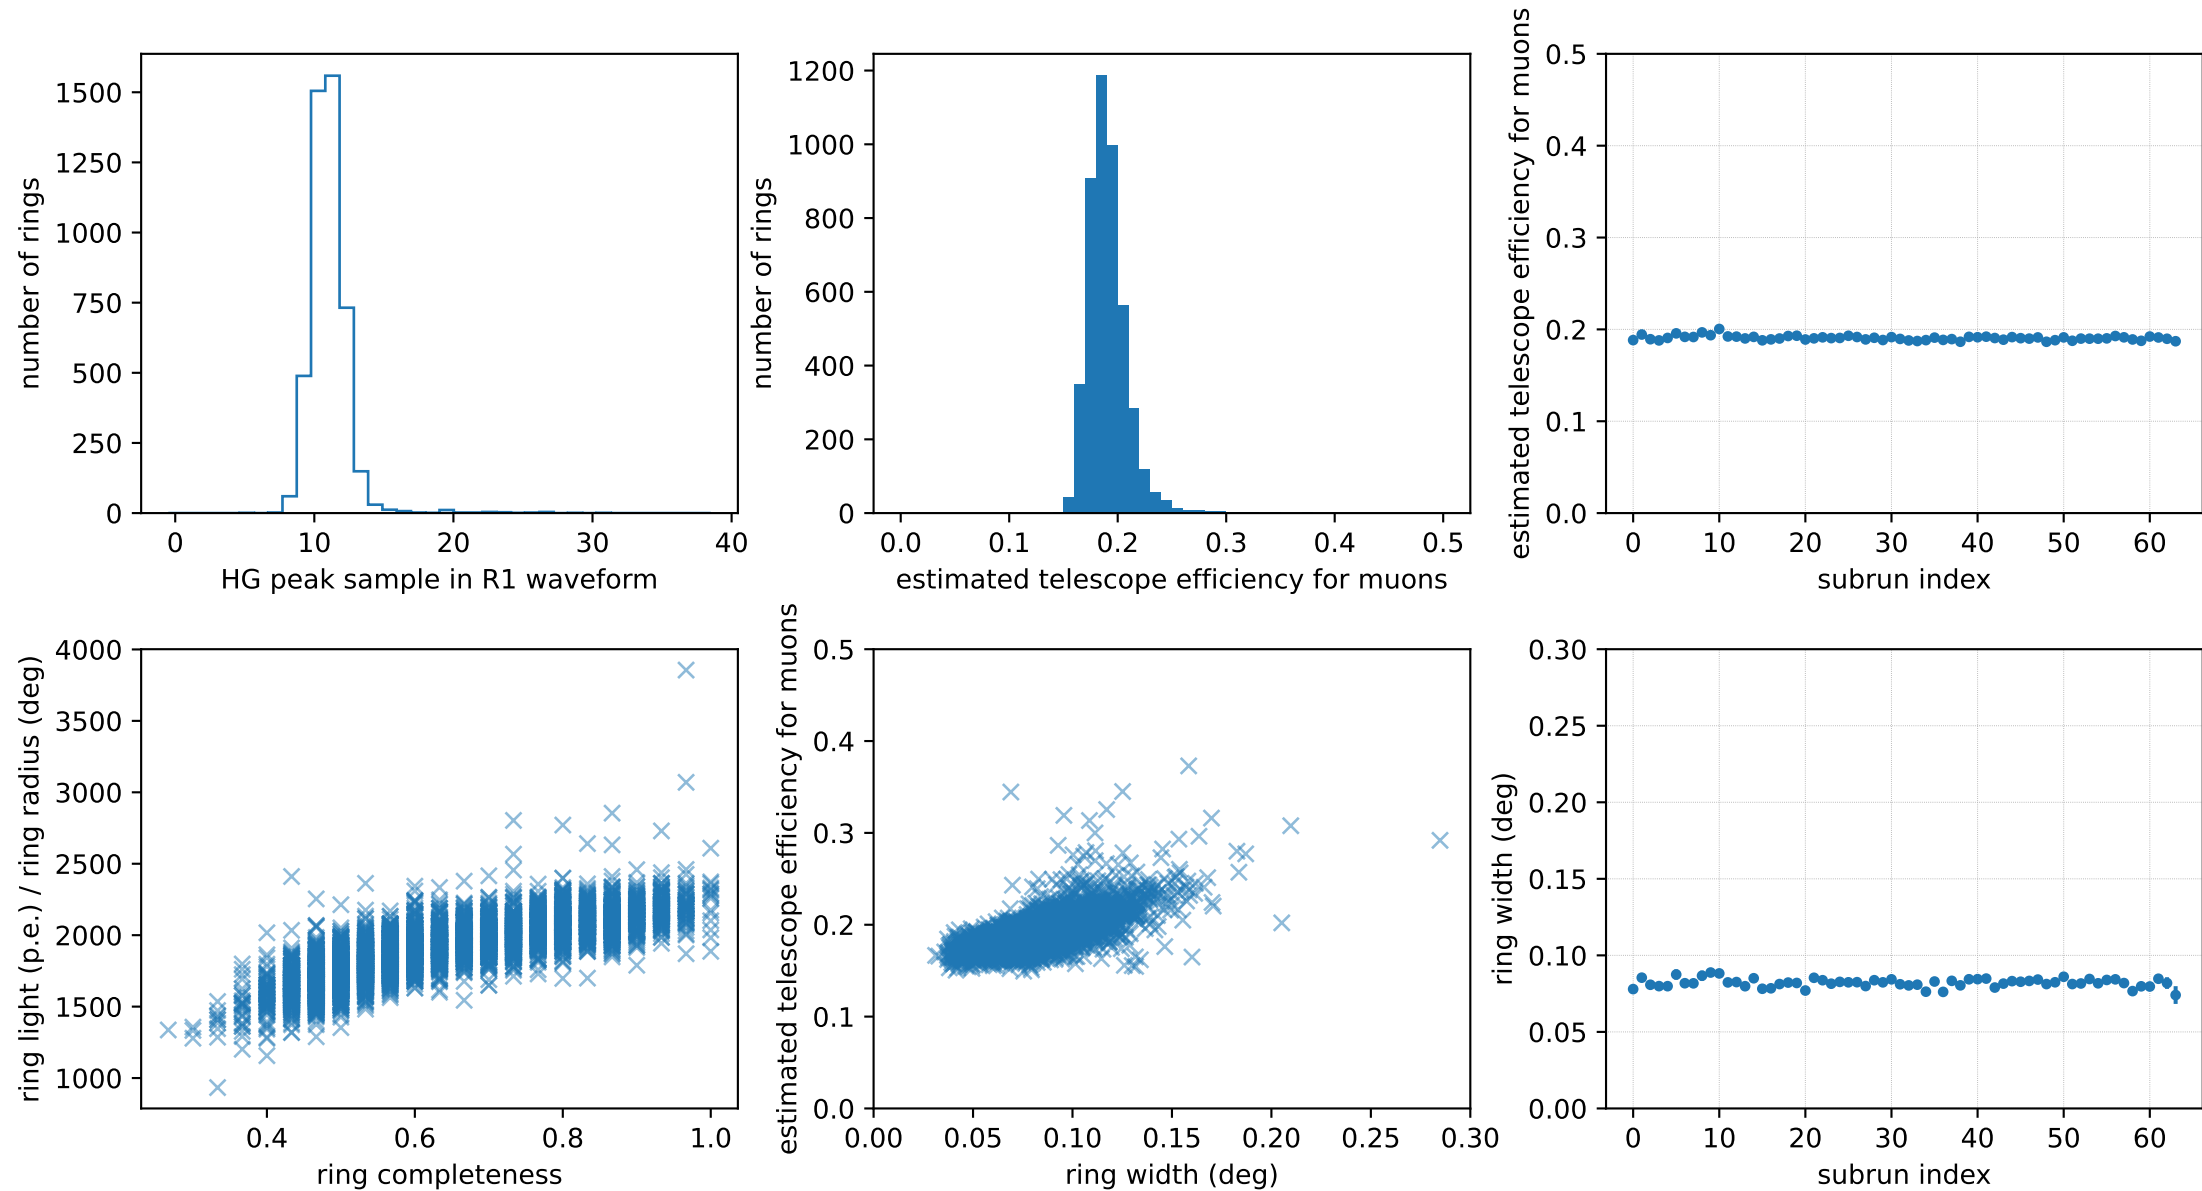 number of rings
1500
1250
1000
750
500
250
0
0 10 20 30 40
HG peak sample in R1 waveform
number of rings
1200
1000
800
600
400
200
0
0.0 0.1 0.2 0.3 0.4 0.5
estimated telescope efficiency for muons
estimated telescope efficiency for muons
0.5
0.4
0.3
0.2
0.1
0.0
0 10 20 30 40 50 60
subrun index
ring light (p.e.) / ring radius (deg)
4000
3500
3000
2500
2000
1500
1000
0.4 0.6 0.8 1.0
ring completeness
estimated telescope efficiency for muons
0.5
0.4
0.3
0.2
0.1
0.0
0.00 0.05 0.10 0.15 0.20 0.25 0.30
ring width (deg)
ring width (deg)
0.30
0.25
0.20
0.15
0.10
0.05
0.00
0 10 20 30 40 50 60
subrun index